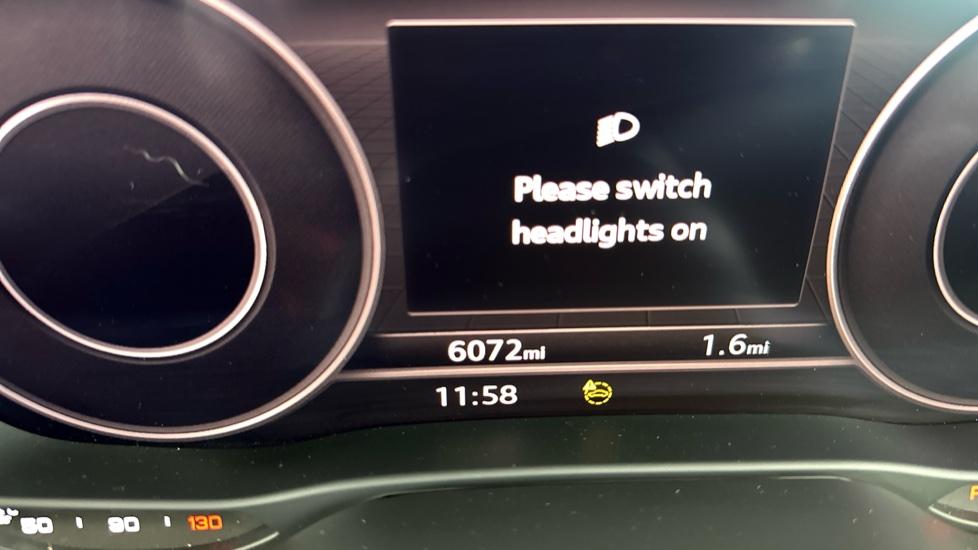 Please switch
headlights on
6072mi 1.6mi
11:58
50 90 130